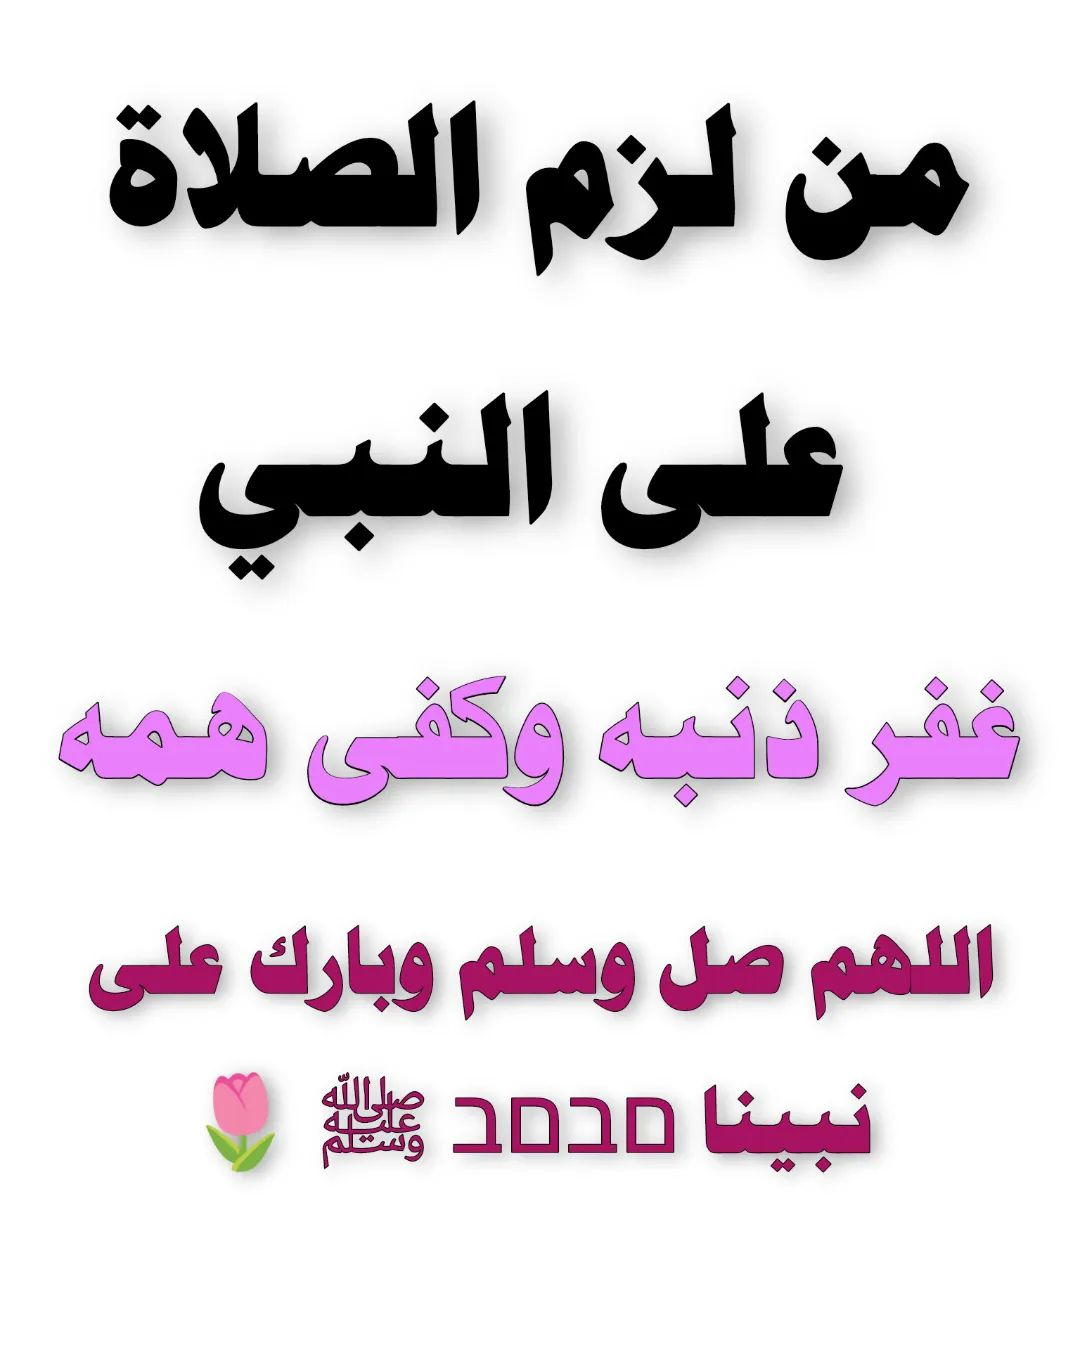 من لزم الصلاة
على النبي
غفر ذنبه وكفى همه
اللهم صل وسلم وبارك على
نبينا םבםב ﷺ 🌷